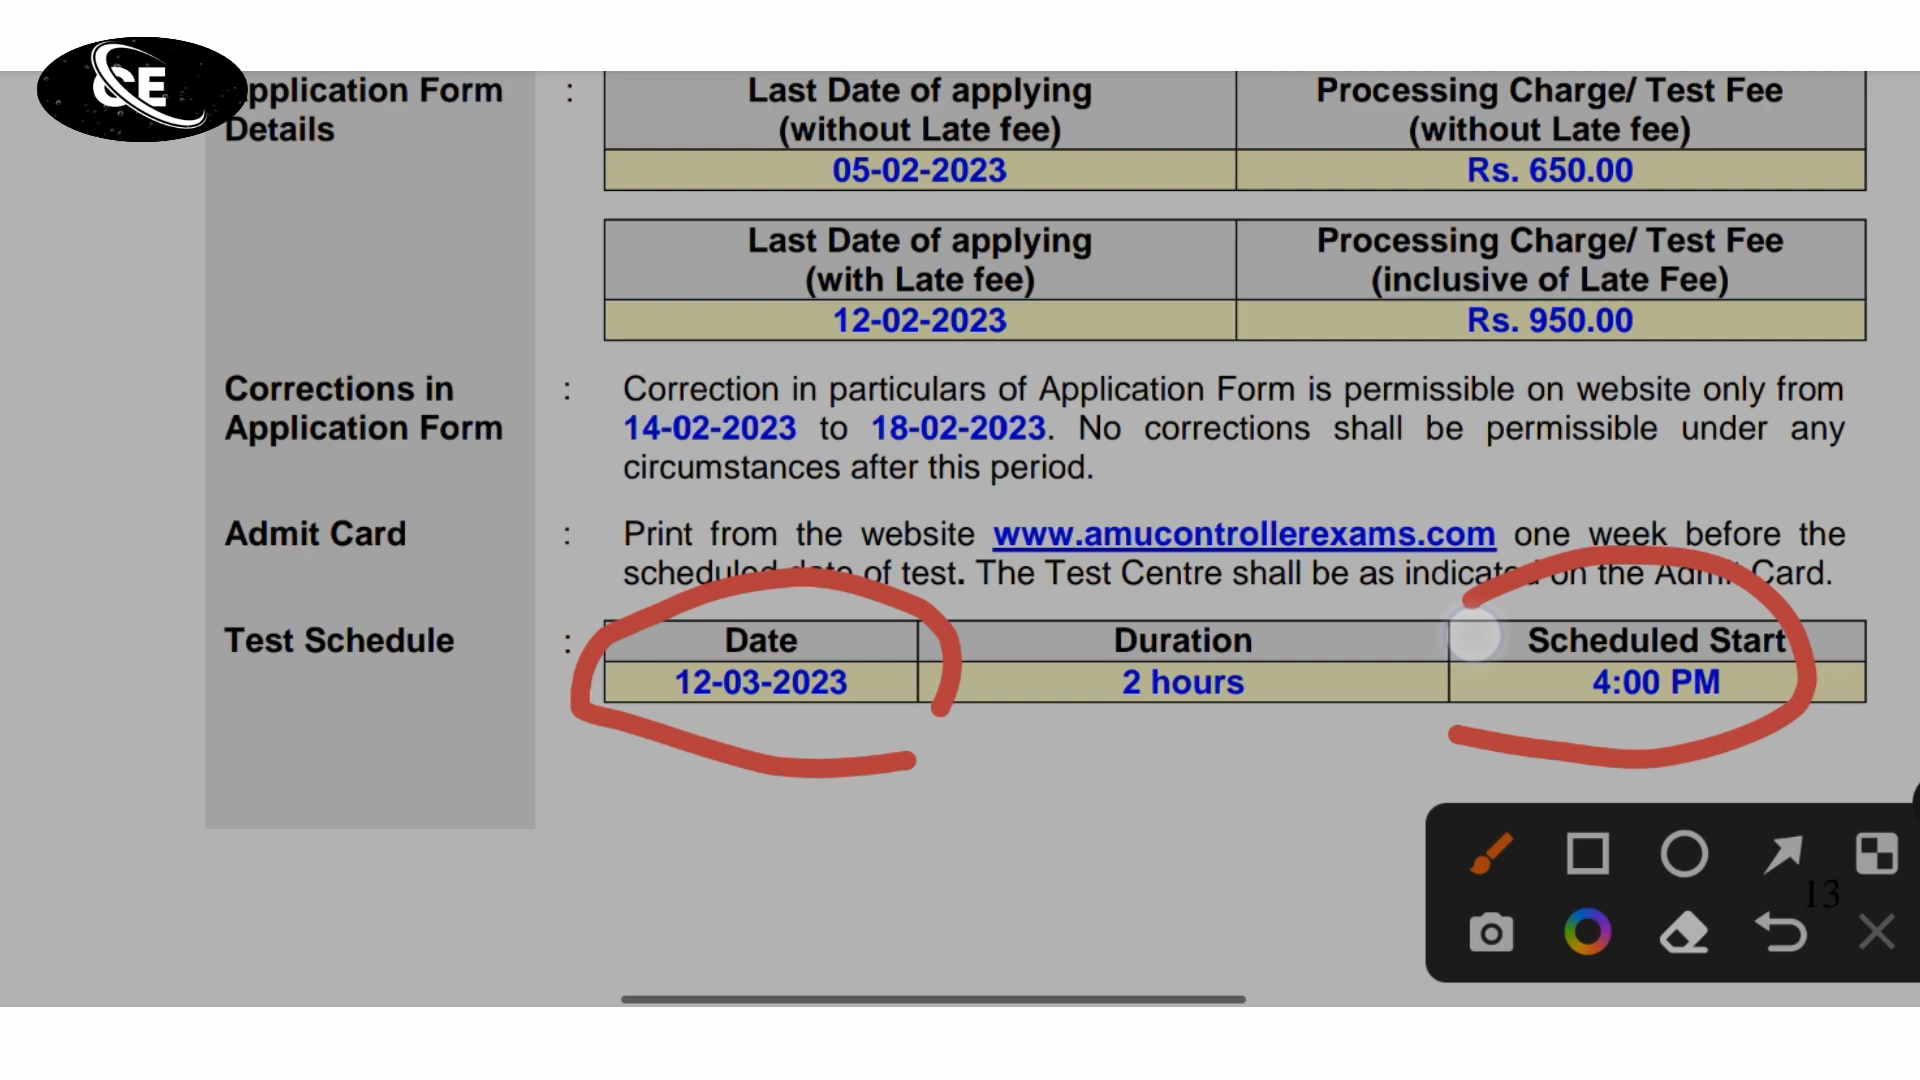 CE
pplication Form
Details
:
Last Date of applying
(without Late fee)
Processing Charge/ Test Fee
(without Late fee)
05-02-2023
Rs. 650.00
Last Date of applying
(with Late fee)
Processing Charge/ Test Fee
(inclusive of Late Fee)
12-02-2023
Rs. 950.00
Corrections in
Application Form
:
Correction in particulars of Application Form is permissible on website only from
14-02-2023 to 18-02-2023. No corrections shall be permissible under any
circumstances after this period.
Admit Card
:
Print from the website www.amucontrollerexams.com one week before the
scheduled date of test. The Test Centre shall be as indicated on the Admit Card.
Test Schedule
:
Date
Duration
Scheduled Start
12-03-2023
2 hours
4:00 PM
13